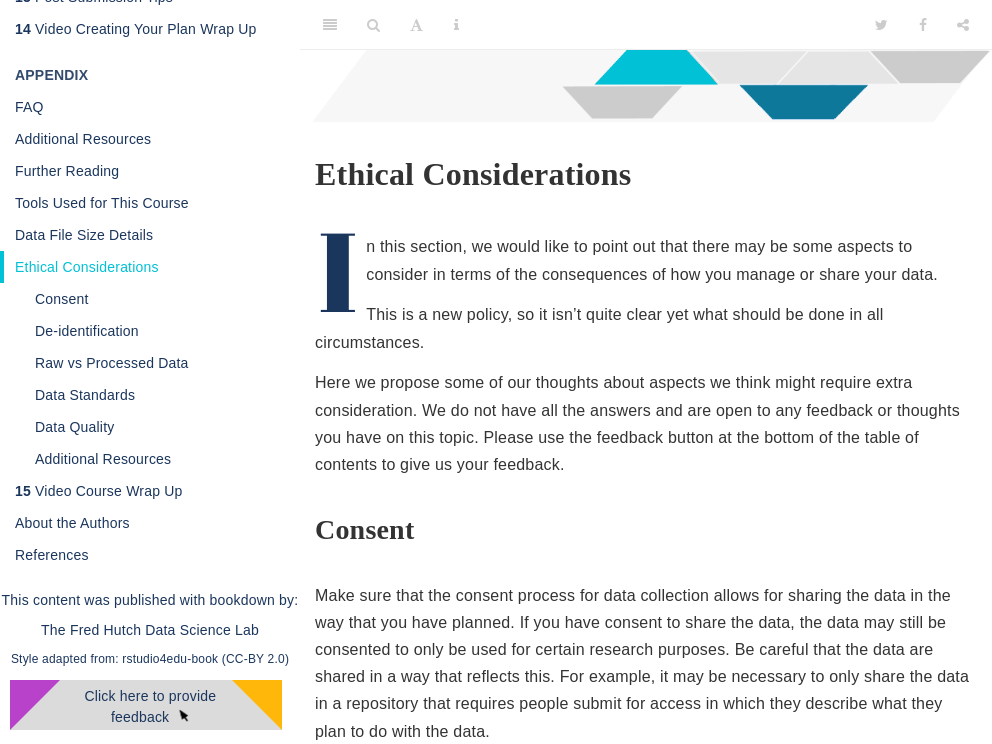 14 Video Creating Your Plan Wrap Up
APPENDIX
FAQ
Additional Resources
Further Reading
Tools Used for This Course
Data File Size Details
Ethical Considerations
Consent
De-identification
Raw vs Processed Data
Data Standards
Data Quality
Additional Resources
15 Video Course Wrap Up
About the Authors
References
This content was published with bookdown by:
The Fred Hutch Data Science Lab
Style adapted from: rstudio4edu-book (CC-BY 2.0)
Click here to provide
feedback
A
Ethical Considerations
In this section, we would like to point out that there may be some aspects to
consider in terms of the consequences of how you manage or share your data.
This is a new policy, so it isn’t quite clear yet what should be done in all
circumstances.
Here we propose some of our thoughts about aspects we think might require extra
consideration. We do not have all the answers and are open to any feedback or thoughts
you have on this topic. Please use the feedback button at the bottom of the table of
contents to give us your feedback.
Consent
Make sure that the consent process for data collection allows for sharing the data in the
way that you have planned. If you have consent to share the data, the data may still be
consented to only be used for certain research purposes. Be careful that the data are
shared in a way that reflects this. For example, it may be necessary to only share the data
in a repository that requires people submit for access in which they describe what they
plan to do with the data.